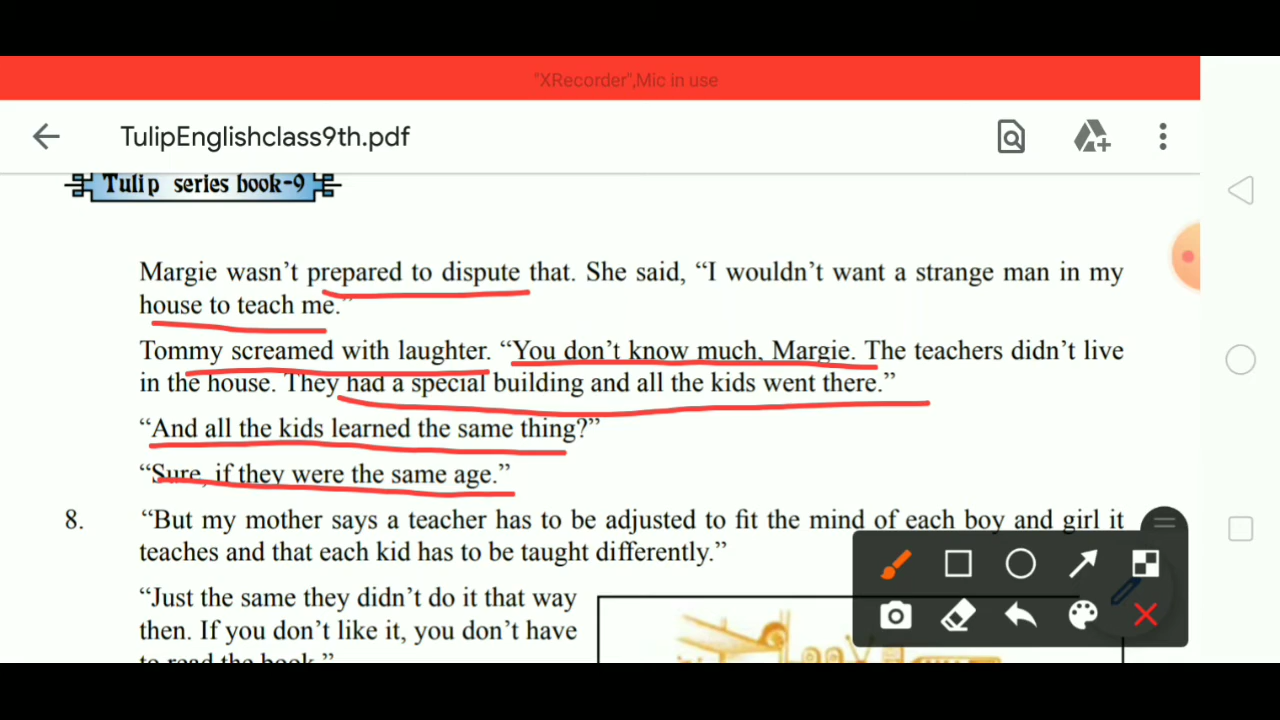 "XRecorder",Mic in use
TulipEnglishclass9th.pdf
Tulip series book-9
Margie wasn’t prepared to dispute that. She said, “I wouldn’t want a strange man in my
house to teach me.”
Tommy screamed with laughter. “You don’t know much, Margie. The teachers didn’t live
in the house. They had a special building and all the kids went there.”
“And all the kids learned the same thing?”
“Sure, if they were the same age.”
8. “But my mother says a teacher has to be adjusted to fit the mind of each boy and girl it
teaches and that each kid has to be taught differently.”
“Just the same they didn’t do it that way
then. If you don’t like it, you don’t have
to read the book.”